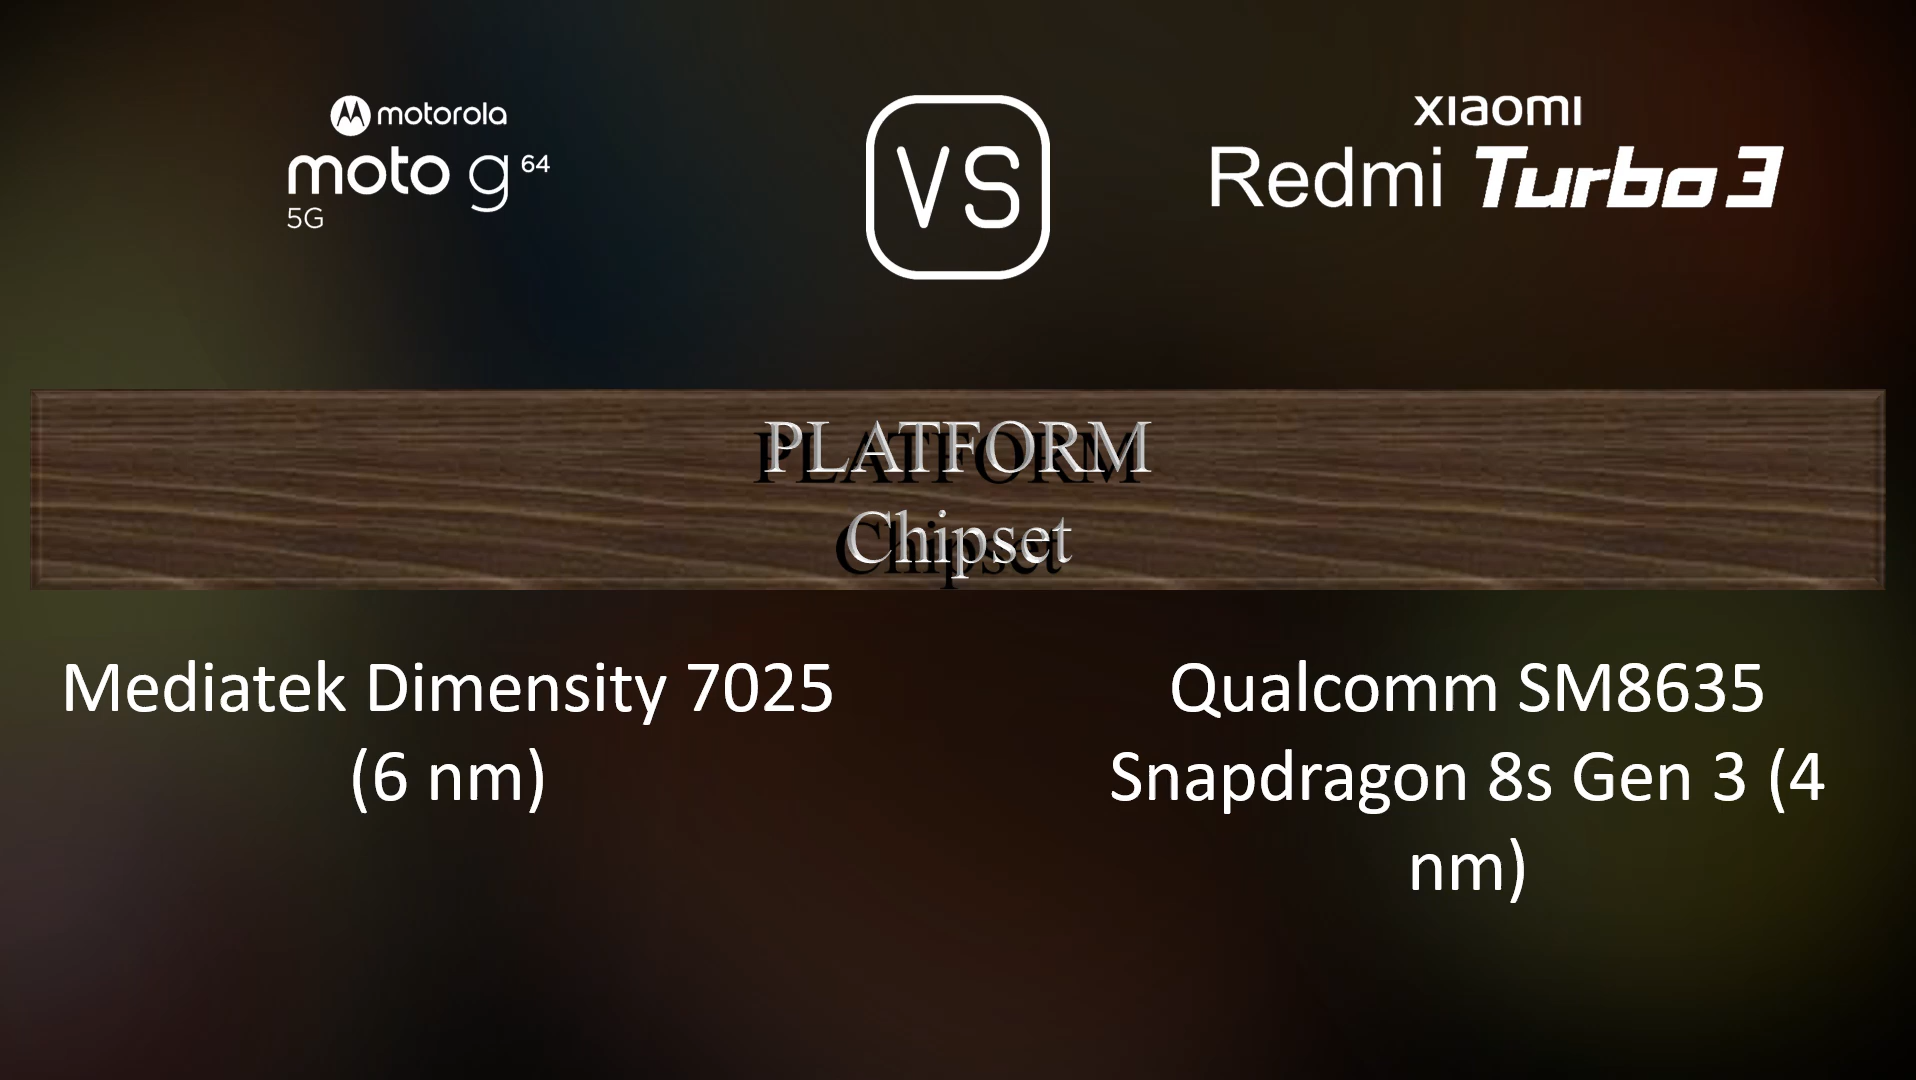 motorola
moto g 64
5G
VS
xiaomi
Redmi Turbo 3
PLATFORM
Chipset
Mediatek Dimensity 7025
(6 nm)
Qualcomm SM8635
Snapdragon 8s Gen 3 (4
nm)